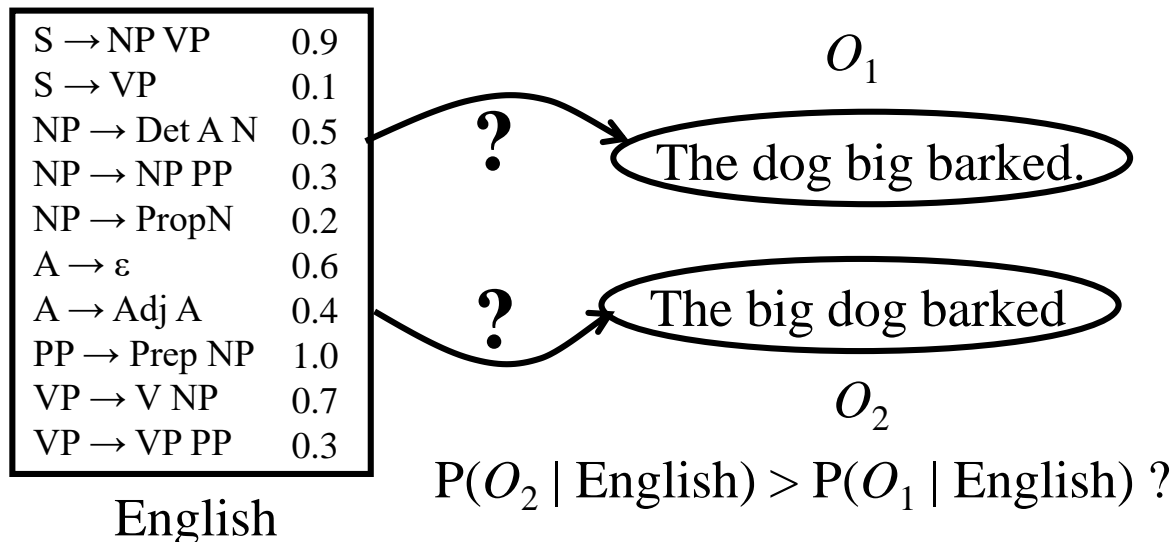 S → NP VP 0.9
S → VP 0.1
NP → Det A N 0.5
NP → NP PP 0.3
NP → PropN 0.2
A → ε 0.6
A → Adj A 0.4
PP → Prep NP 1.0
VP → V NP 0.7
VP → VP PP 0.3
English
?
?
O1
The dog big barked.
The big dog barked
O2
P(O2 | English) > P(O1 | English) ?